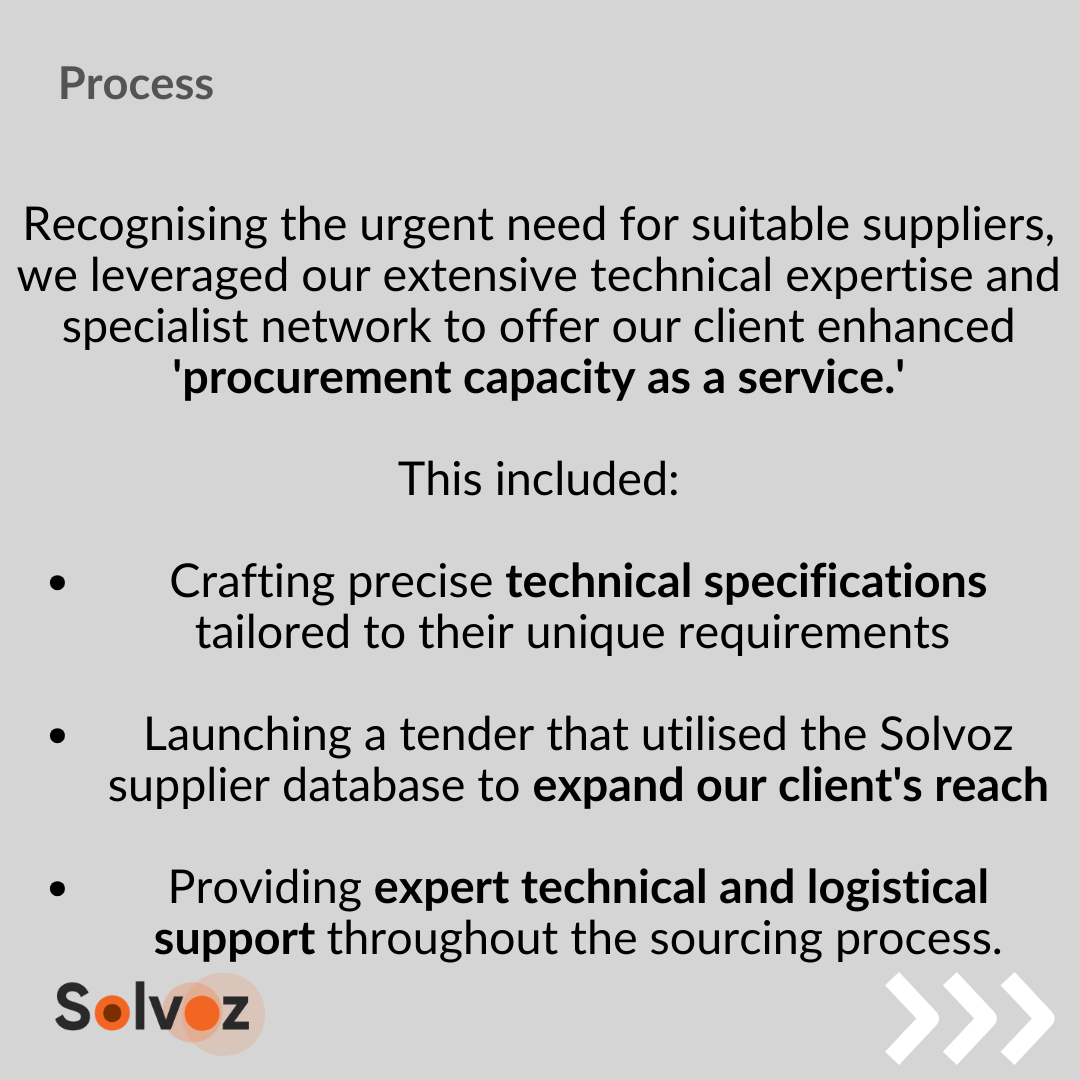 Process
Recognising the urgent need for suitable suppliers,
we leveraged our extensive technical expertise and
specialist network to offer our client enhanced
'procurement capacity as a service.'
This included:
• Crafting precise technical specifications
tailored to their unique requirements
• Launching a tender that utilised the Solvoz
supplier database to expand our client's reach
• Providing expert technical and logistical
support throughout the sourcing process.
Solvoz